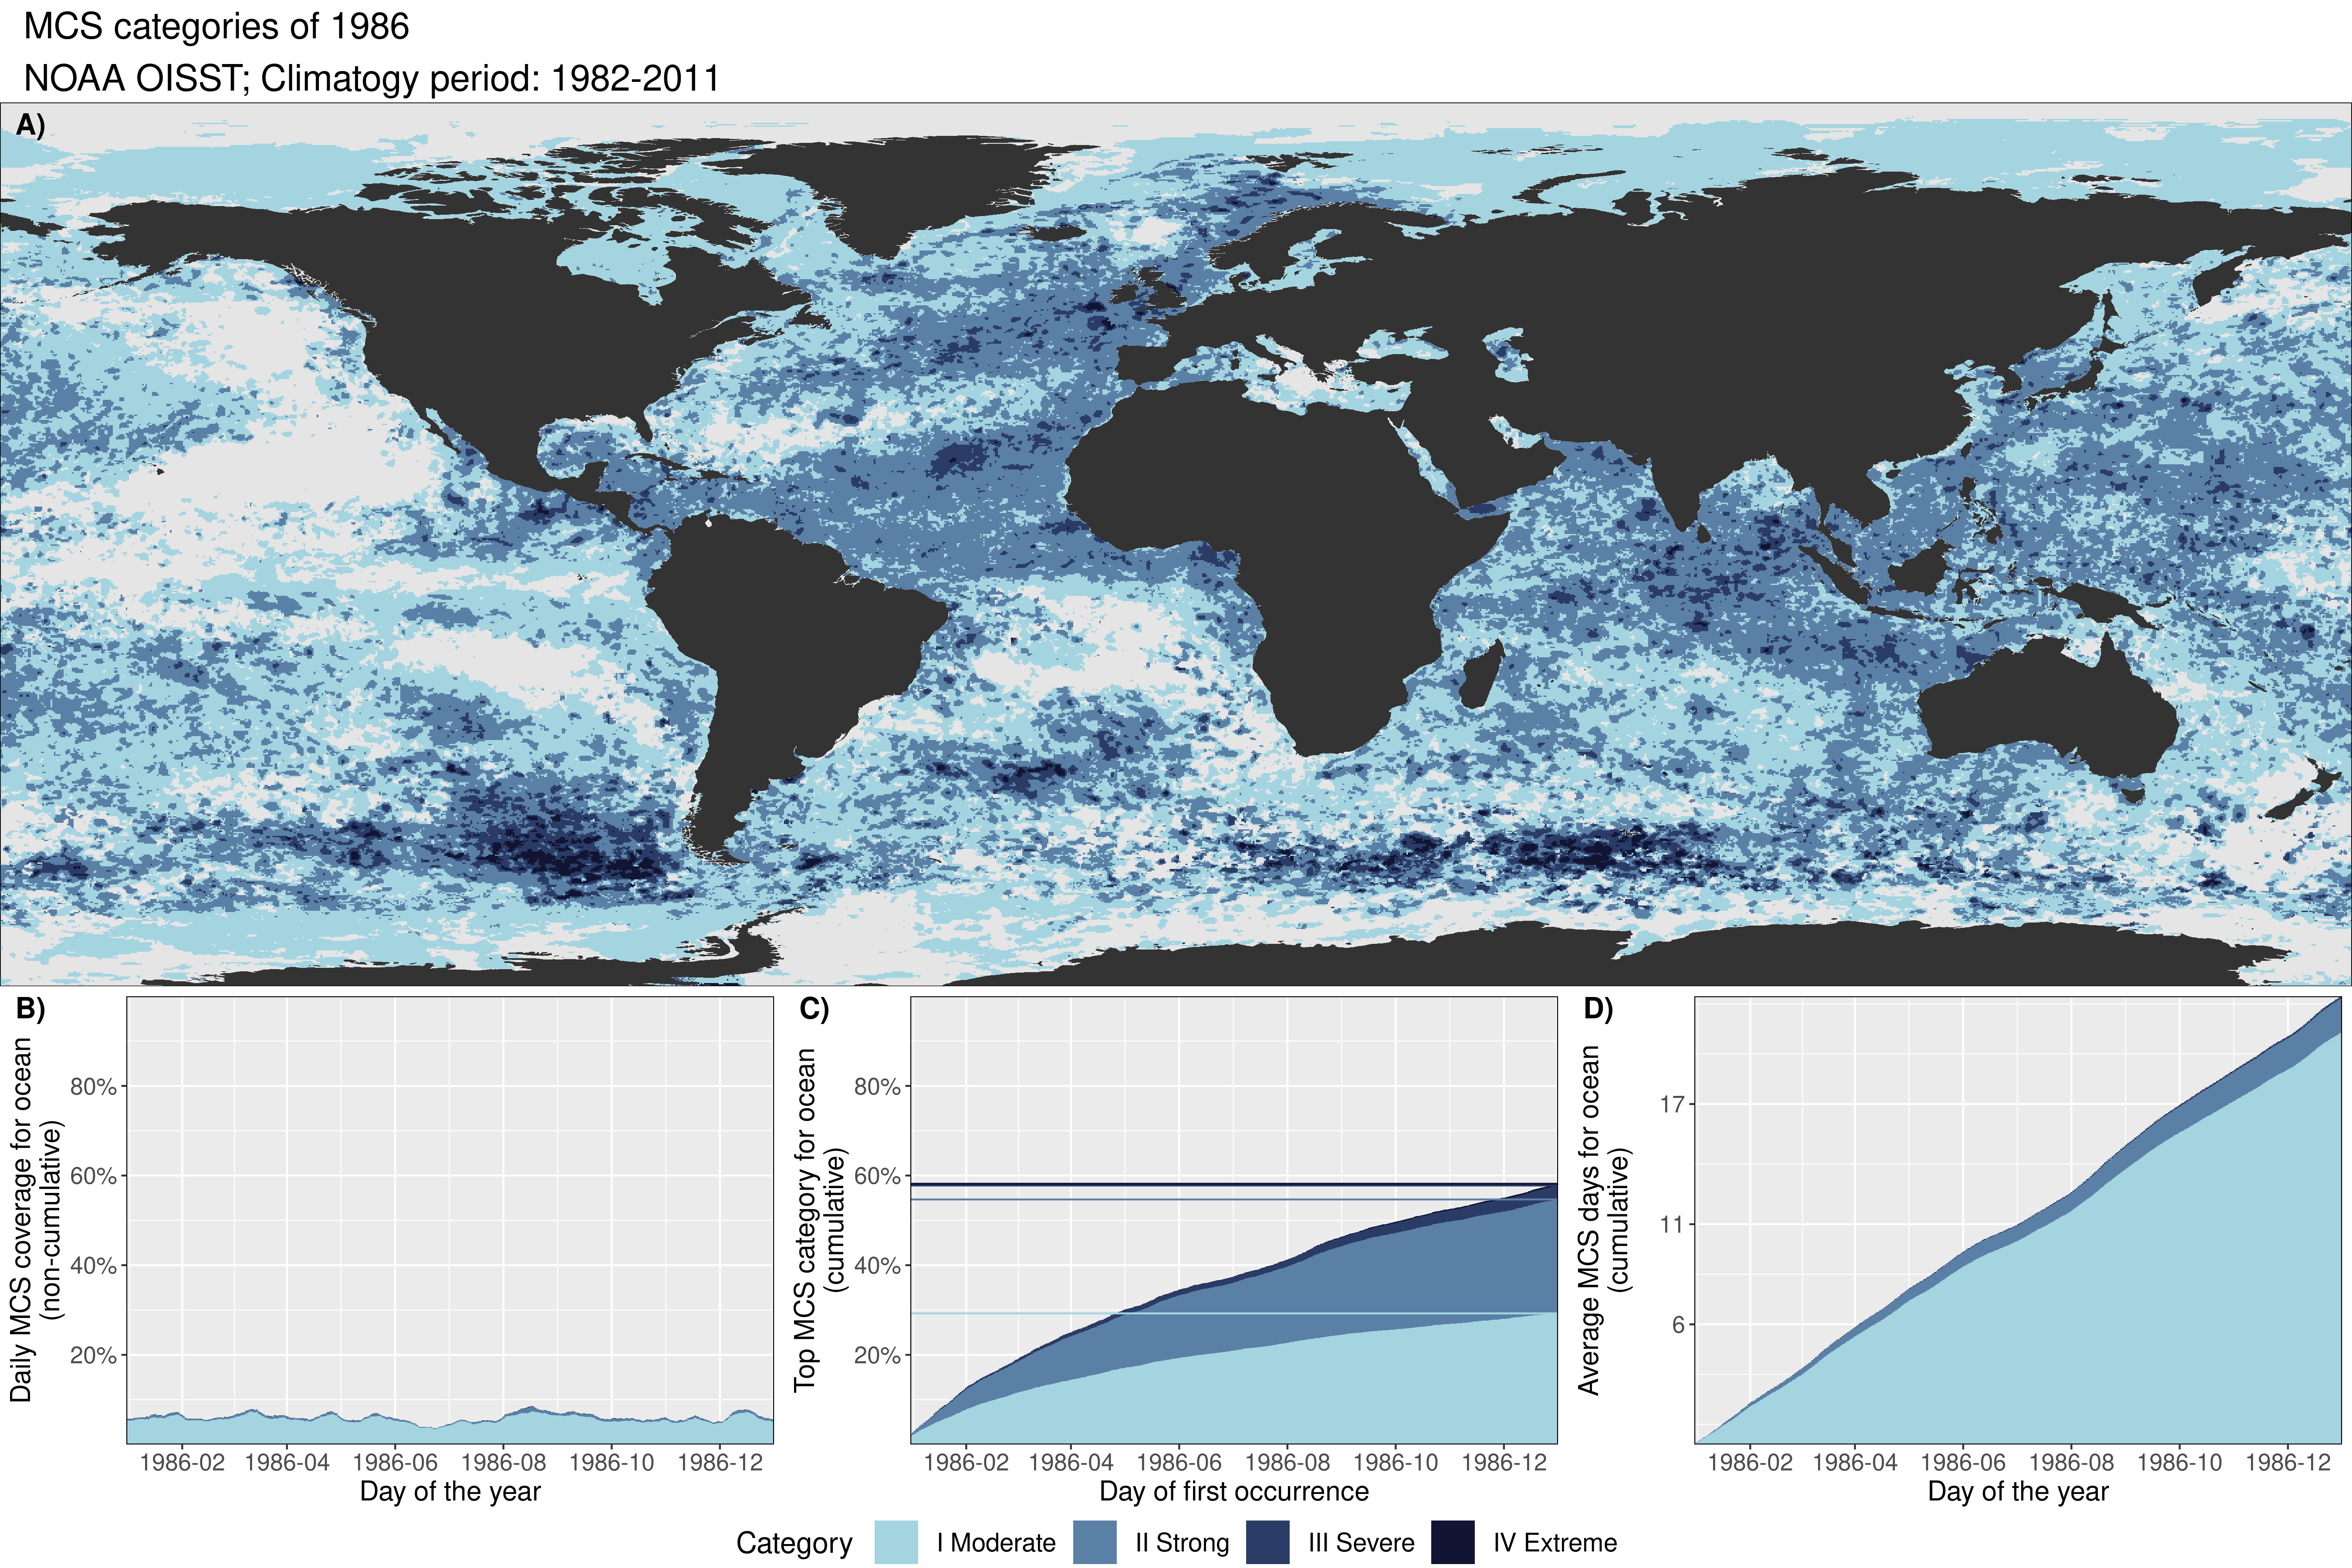 MCS categories of 1986
NOAA OISST; Climatogy period: 1982-2011
A)
B)
Daily MCS coverage for ocean
(non-cumulative)
80%
60%
40%
20%
1986-02 1986-04 1986-06 1986-08 1986-10 1986-12
Day of the year
C)
Top MCS category for ocean
(cumulative)
80%
60%
40%
20%
1986-02 1986-04 1986-06 1986-08 1986-10 1986-12
Day of first occurrence
D)
Average MCS days for ocean
(cumulative)
17
11
6
1986-02 1986-04 1986-06 1986-08 1986-10 1986-12
Day of the year
Category I Moderate II Strong III Severe IV Extreme